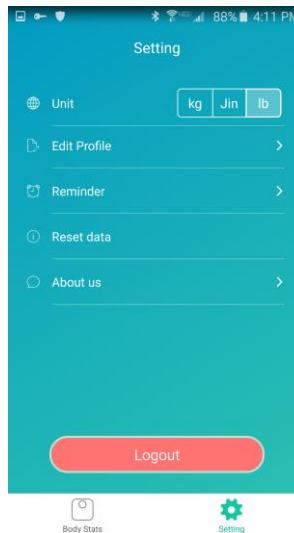 88% 4:11 PM
Setting
Unit kg Jin lb
Edit Profile
Reminder
Reset data
About us
Logout
Body Stats Setting